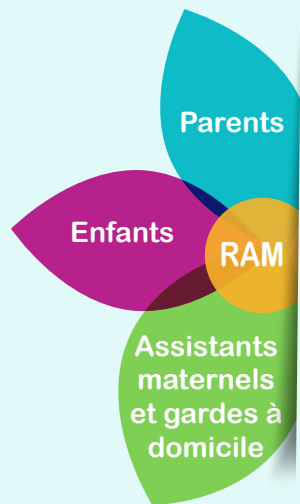 Parents
Enfants
RAM
Assistants
maternels
et gardes à
domicile